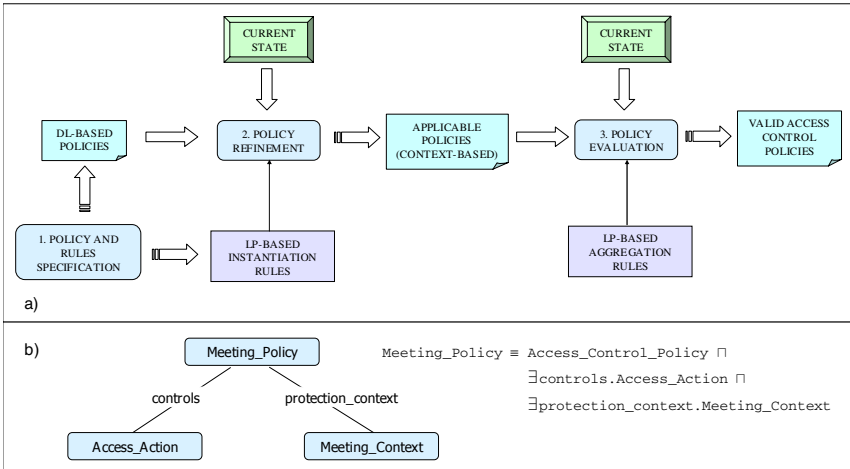 CURRENT
STATE
CURRENT
STATE
DL-BASED
POLICIES
2. POLICY
REFINEMENT
APPLICABLE
POLICIES
(CONTEXT-BASED)
3. POLICY
EVALUATION
VALID ACCESS
CONTROL
POLICIES
1. POLICY AND
RULES
SPECIFICATION
LP-BASED
INSTANTIATION
RULES
LP-BASED
AGGREGATION
RULES
a)
b)
Meeting_Policy
controls
protection_context
Access_Action
Meeting_Context
Meeting_Policy ≡ Access_Control_Policy ⊓
∃controls.Access_Action ⊓
∃protection_context.Meeting_Context